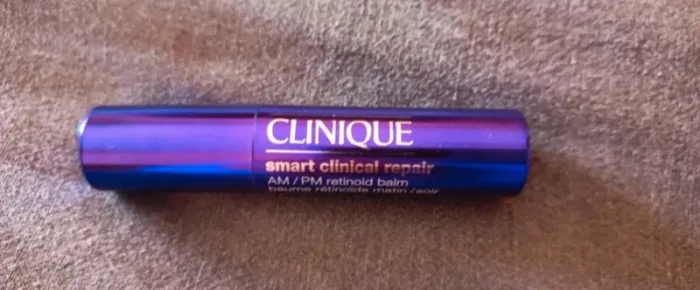 CLINIQUE
smart clinical repair
AM / PM retinoid balm
baume rétinoïde matin / soir